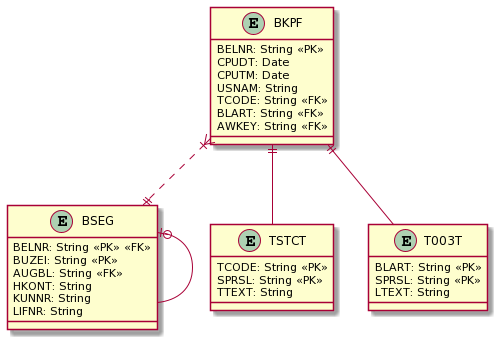 E BKPF
BELNR: String «PK»
CPUDT: Date
CPUTM: Date
USNAM: String
TCODE: String «FK»
BLART: String «FK»
AWKEY: String «FK»
E BSEG
BELNR: String «PK» «FK»
BUZEI: String «PK»
AUGBL: String «FK»
HKONT: String
KUNNR: String
LIFNR: String
E TSTCT
TCODE: String «PK»
SPRSL: String «PK»
TTEXT: String
E T003T
BLART: String «PK»
SPRSL: String «PK»
LTEXT: String